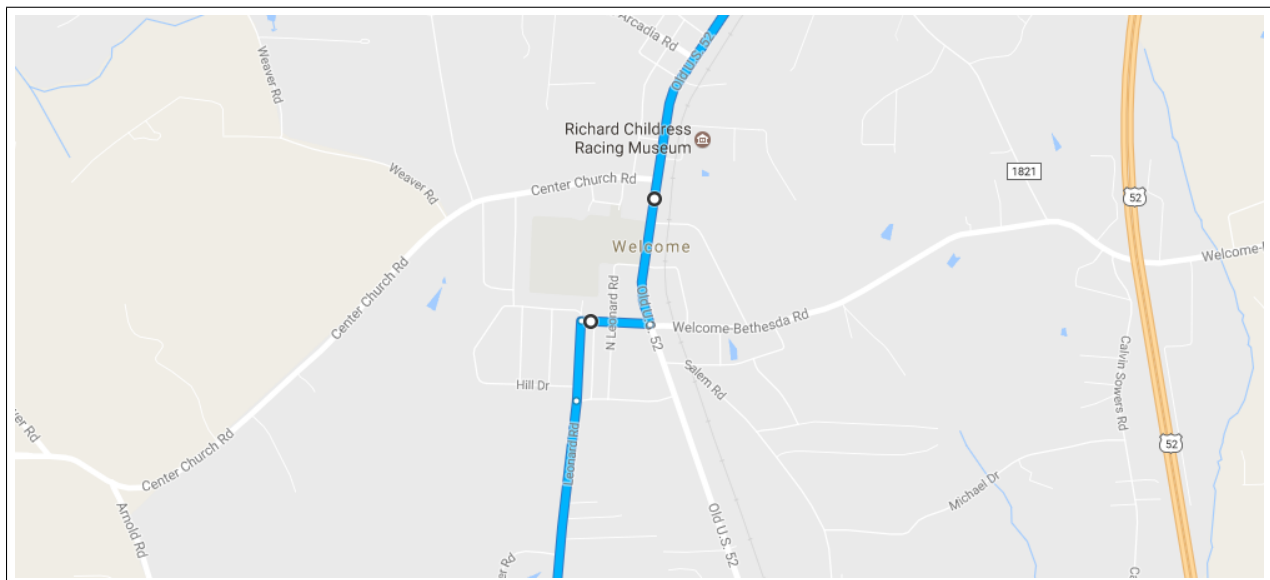 Arcadia Rd
Old U.S. 52
Weaver Rd
Richard Childress
Racing Museum
Weaver Rd
Center Church Rd
1821
52
Welcome
Welcome-
Center Church Rd
Old U.S. 52
N Leonard Rd
Welcome-Bethesda Rd
Hill Dr
Salem Rd
Calvin Sowers Rd
Leonard Rd
Center Church Rd
52
Michael Dr
Arnold Rd
Old U.S. 52
Rd